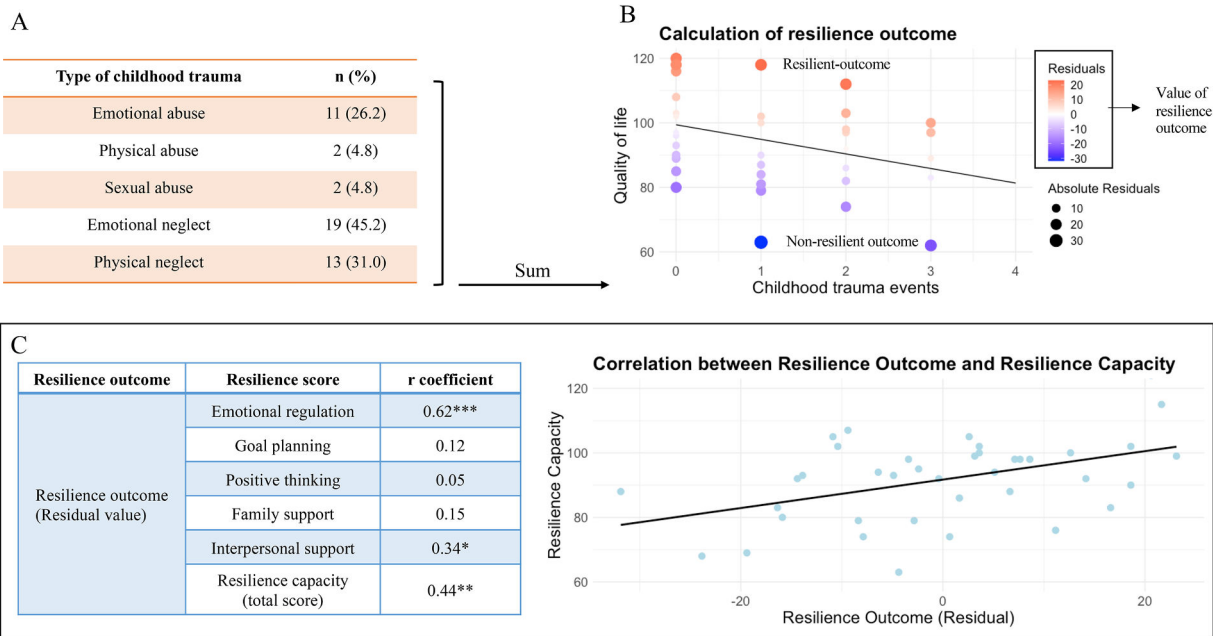 A
Type of childhood trauma n (%)
Emotional abuse 11 (26.2)
Physical abuse 2 (4.8)
Sexual abuse 2 (4.8)
Emotional neglect 19 (45.2)
Physical neglect 13 (31.0)
Sum
B
Calculation of resilience outcome
Quality of life
120
100
80
60
Resilient-outcome
Non-resilient outcome
0 1 2 3 4
Childhood trauma events
Residuals
20
10
0
-10
-20
-30
Value of
resilience
outcome
Absolute Residuals
10
20
30
C
Resilience outcome Resilience score r coefficient
Resilience outcome
(Residual value)
Emotional regulation 0.62***
Goal planning 0.12
Positive thinking 0.05
Family support 0.15
Interpersonal support 0.34*
Resilience capacity
(total score) 0.44**
Correlation between Resilience Outcome and Resilience Capacity
Resilience Capacity
120
100
80
60
-20 0 20
Resilience Outcome (Residual)